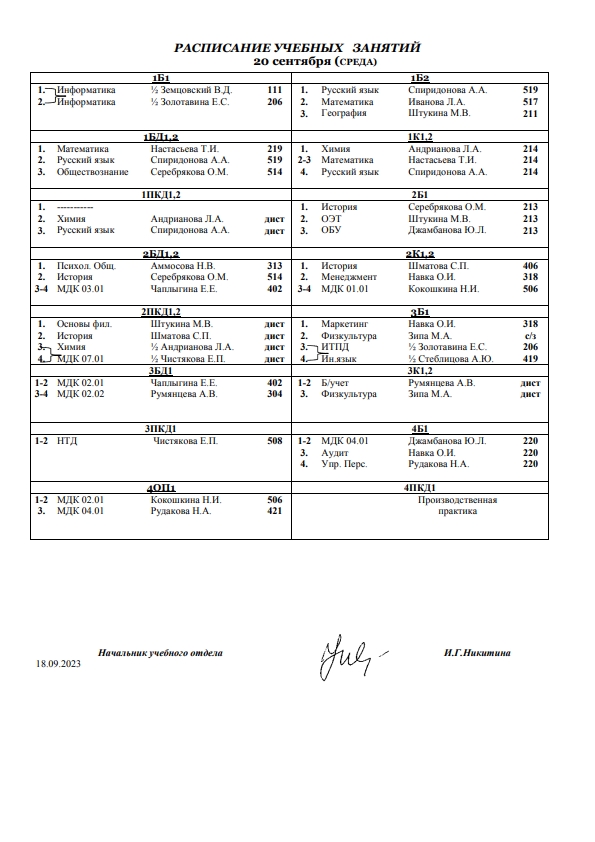 РАСПИСАНИЕ УЧЕБНЫХ ЗАНЯТИЙ
20 сентября (СРЕДА)
1Б1
1. Информатика ½ Земцовский В.Д. 111
2. Информатика ½ Золотавина Е.С. 206
1Б2
1. Русский язык Спиридонова А.А. 519
2. Математика Иванова Л.А. 517
3. География Штукина М.В. 211
1БД1,2
1. Математика Настасьева Т.И. 219
2. Русский язык Спиридонова А.А. 519
3. Обществознание Серебрякова О.М. 514
1К1,2
1. Химия Андрианова Л.А. 214
2-3 Математика Настасьева Т.И. 214
4. Русский язык Спиридонова А.А. 214
1ПКД1,2
1. -----------
2. Химия Андрианова Л.А. дист
3. Русский язык Спиридонова А.А. дист
2Б1
1. История Серебрякова О.М. 213
2. ОЭТ Штукина М.В. 213
3. ОБУ Джамбанова Ю.Л. 213
2БД1,2
1. Психол. Общ. Аммосова Н.В. 313
2. История Серебрякова О.М. 514
3-4 МДК 03.01 Чаплыгина Е.Е. 402
2К1,2
1. История Шматова С.П. 406
2. Менеджмент Навка О.И. 318
3-4 МДК 01.01 Кокошкина Н.И. 506
2ПКД1,2
1. Основы фил. Штукина М.В. дист
2. История Шматова С.П. дист
3. Химия ½ Андрианова Л.А. дист
4. МДК 07.01 ½ Чистякова Е.П. дист
3Б1
1. Маркетинг Навка О.И. 318
2. Физкультура Зипа М.А. с/з
3. ИТПД ½ Золотавина Е.С. 206
4. Ин.язык ½ Стеблицова А.Ю. 419
3БД1
1-2 МДК 02.01 Чаплыгина Е.Е. 402
3-4 МДК 02.02 Румянцева А.В. 304
3К1,2
1-2 Б/учет Румянцева А.В. дист
3. Физкультура Зипа М.А. дист
3ПКД1
1-2 НТД Чистякова Е.П. 508
4Б1
1-2 МДК 04.01 Джамбанова Ю.Л. 220
3. Аудит Навка О.И. 220
4. Упр. Перс. Рудакова Н.А. 220
4ОП1
1-2 МДК 02.01 Кокошкина Н.И. 506
3. МДК 04.01 Рудакова Н.А. 421
4ПКД1
Производственная
практика
Начальник учебного отдела И.Г.Никитина
18.09.2023